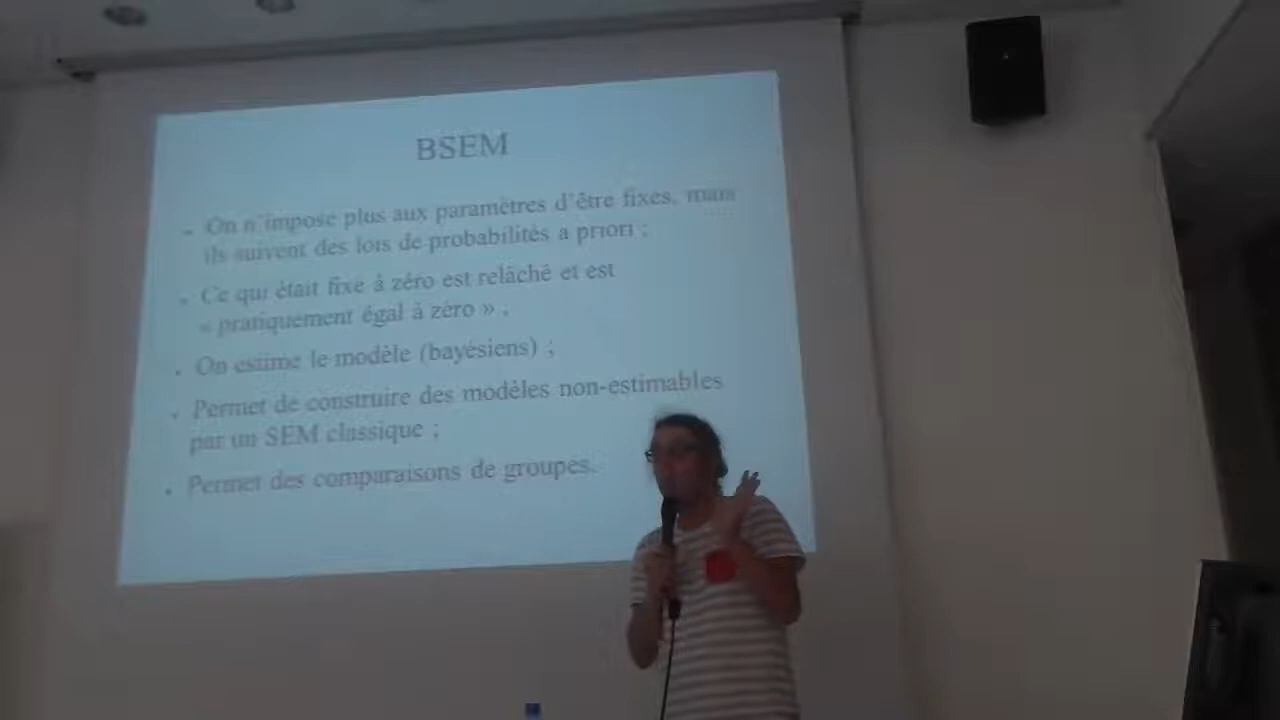 BSEM
On n'impose plus aux paramètres d'être fixes, mais
ils suivent des lois de probabilités a priori ;
Ce qui était fixe à zéro est relâché et est
« pratiquement égal à zéro » ;
On estime le modèle (bayésiens) ;
Permet de construire des modèles non-estimables
par un SEM classique ;
Permet des comparaisons de groupes.